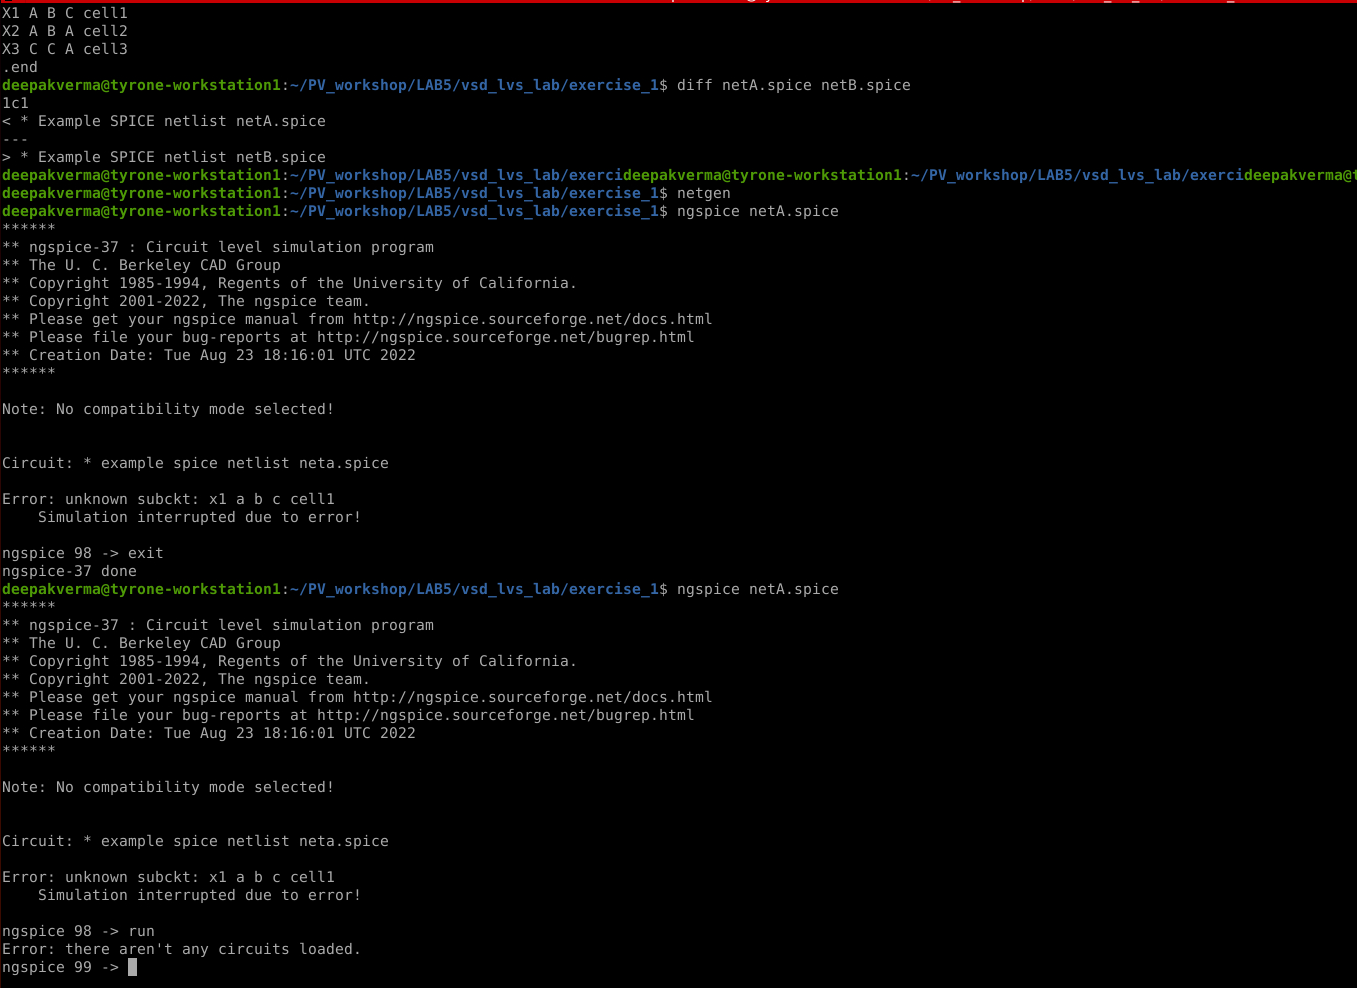 X1 A B C cell1
X2 A B A cell2
X3 C C A cell3
.end
deepakverma@tyrone-workstation1:~/PV_workshop/LAB5/vsd_lvs_lab/exercise_1$ diff netA.spice netB.spice
1c1
< * Example SPICE netlist netA.spice
---
> * Example SPICE netlist netB.spice
deepakverma@tyrone-workstation1:~/PV_workshop/LAB5/vsd_lvs_lab/exercideepakverma@tyrone-workstation1:~/PV_workshop/LAB5/vsd_lvs_lab/exercideepakverma@t
deepakverma@tyrone-workstation1:~/PV_workshop/LAB5/vsd_lvs_lab/exercise_1$ netgen
deepakverma@tyrone-workstation1:~/PV_workshop/LAB5/vsd_lvs_lab/exercise_1$ ngspice netA.spice
******
** ngspice-37 : Circuit level simulation program
** The U. C. Berkeley CAD Group
** Copyright 1985-1994, Regents of the University of California.
** Copyright 2001-2022, The ngspice team.
** Please get your ngspice manual from http://ngspice.sourceforge.net/docs.html
** Please file your bug-reports at http://ngspice.sourceforge.net/bugrep.html
** Creation Date: Tue Aug 23 18:16:01 UTC 2022
******
Note: No compatibility mode selected!
Circuit: * example spice netlist neta.spice
Error: unknown subckt: x1 a b c cell1
Simulation interrupted due to error!
ngspice 98 -> exit
ngspice-37 done
deepakverma@tyrone-workstation1:~/PV_workshop/LAB5/vsd_lvs_lab/exercise_1$ ngspice netA.spice
******
** ngspice-37 : Circuit level simulation program
** The U. C. Berkeley CAD Group
** Copyright 1985-1994, Regents of the University of California.
** Copyright 2001-2022, The ngspice team.
** Please get your ngspice manual from http://ngspice.sourceforge.net/docs.html
** Please file your bug-reports at http://ngspice.sourceforge.net/bugrep.html
** Creation Date: Tue Aug 23 18:16:01 UTC 2022
******
Note: No compatibility mode selected!
Circuit: * example spice netlist neta.spice
Error: unknown subckt: x1 a b c cell1
Simulation interrupted due to error!
ngspice 98 -> run
Error: there aren't any circuits loaded.
ngspice 99 ->